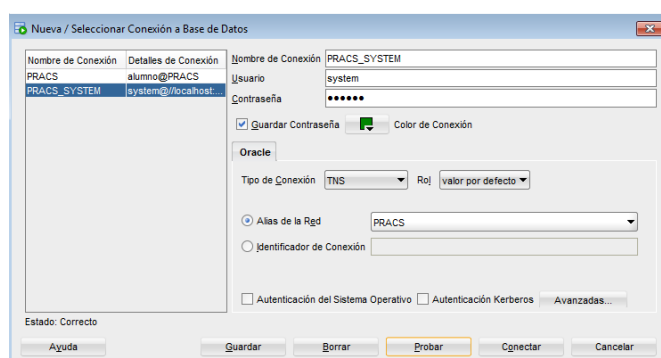 Nueva / Seleccionar Conexión a Base de Datos
Nombre de Conexión Detalles de Conexión
PRACS alumno@PRACS
PRACS_SYSTEM system@//localhost:...
Nombre de Conexión PRACS_SYSTEM
Usuario system
Contraseña ••••••
Guardar Contraseña Color de Conexión
Oracle
Tipo de Conexión TNS Rol valor por defecto
Alias de la Red PRACS
Identificador de Conexión
Autenticación del Sistema Operativo Autenticación Kerberos Avanzadas...
Estado: Correcto
Ayuda Guardar Borrar Probar Conectar Cancelar